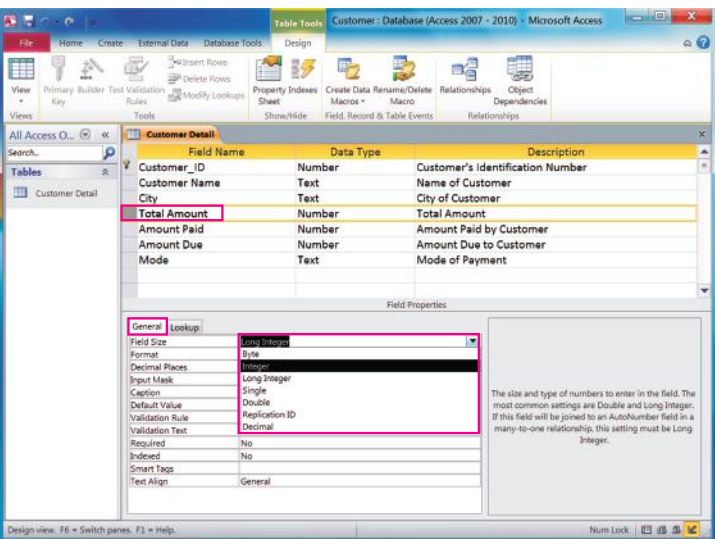 Table Tools
Customer : Database (Access 2007 - 2010) - Microsoft Access
File Home Create External Data Database Tools Design
View
Primary Key
Builder
Test Validation Rules
Insert Rows
Delete Rows
Modify Lookups
Property Sheet
Indexes
Create Data Macros
Rename/Delete Macro
Relationships
Object Dependencies
Views Tools Show/Hide Field, Record & Table Events Relationships
All Access O...
Search...
Tables
Customer Detail
Customer Detail
Field Name Data Type Description
Customer_ID Number Customer's Identification Number
Customer Name Text Name of Customer
City Text City of Customer
Total Amount Number Total Amount
Amount Paid Number Amount Paid by Customer
Amount Due Number Amount Due to Customer
Mode Text Mode of Payment
Field Properties
General Lookup
Field Size Long Integer
Format Byte
Decimal Places Integer
Input Mask Long Integer
Caption Single
Default Value Double
Validation Rule Replication ID
Validation Text Decimal
Required No
Indexed No
Smart Tags
Text Align General
The size and type of numbers to enter in the field. The
most common settings are Double and Long Integer.
If this field will be joined to an AutoNumber field in a
many-to-one relationship, this setting must be Long
Integer.
Design view. F6 = Switch panes. F1 = Help. Num Lock